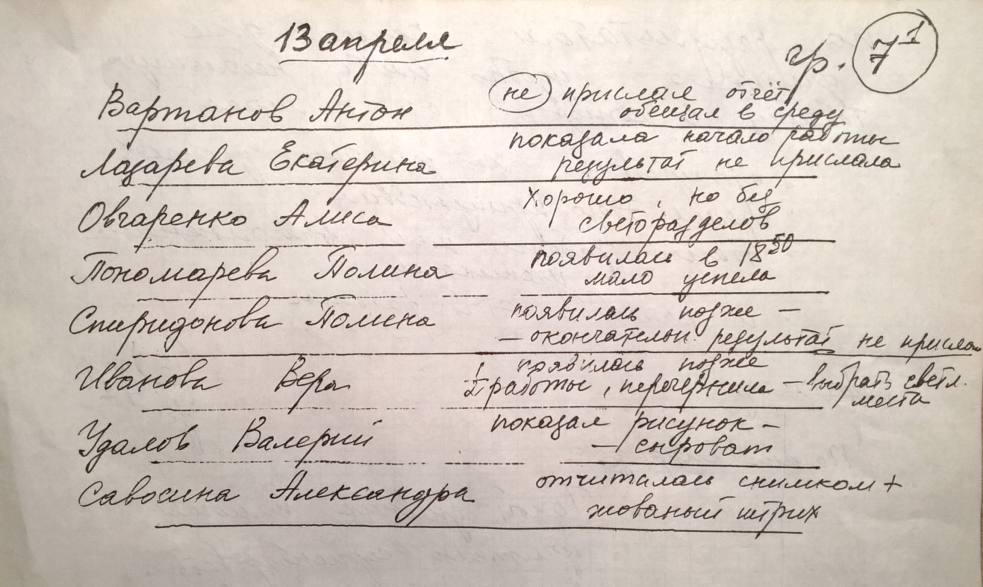 13 апреля
гр. 7¹
Вартанов Антон не прислал отчёт,
обещал в среду
Лазарева Екатерина показала начало работы
результат не прислала
Овчаренко Алиса Хорошо, но без
светоразделов
Пономарева Полина появилась в 18⁵⁰
мало успела
Спиридонова Полина появилась позже –
– окончательн. результат не прислал
Иванова Вера появилась позже
2 работы, перечернила – выбрать светл.
места
Удалов Валерий показал рисунок –
– сыроват
Савосина Александра отчиталась снимком +
жованый штрих